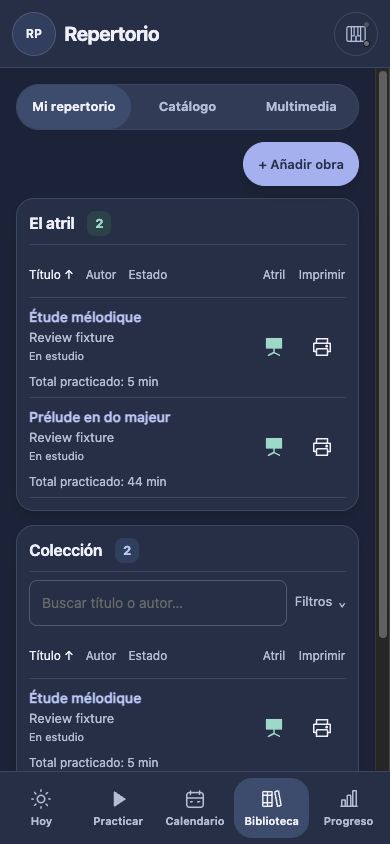 RP Repertorio
Mi repertorio Catálogo Multimedia
+ Añadir obra
El atril 2
Título ↑ Autor Estado Atril Imprimir
Étude mélodique
Review fixture
En estudio
Total practicado: 5 min
Prélude en do majeur
Review fixture
En estudio
Total practicado: 44 min
Colección 2
Buscar título o autor...
Filtros
Título ↑ Autor Estado Atril Imprimir
Étude mélodique
Review fixture
En estudio
Total practicado: 5 min
Hoy Practicar Calendario Biblioteca Progreso